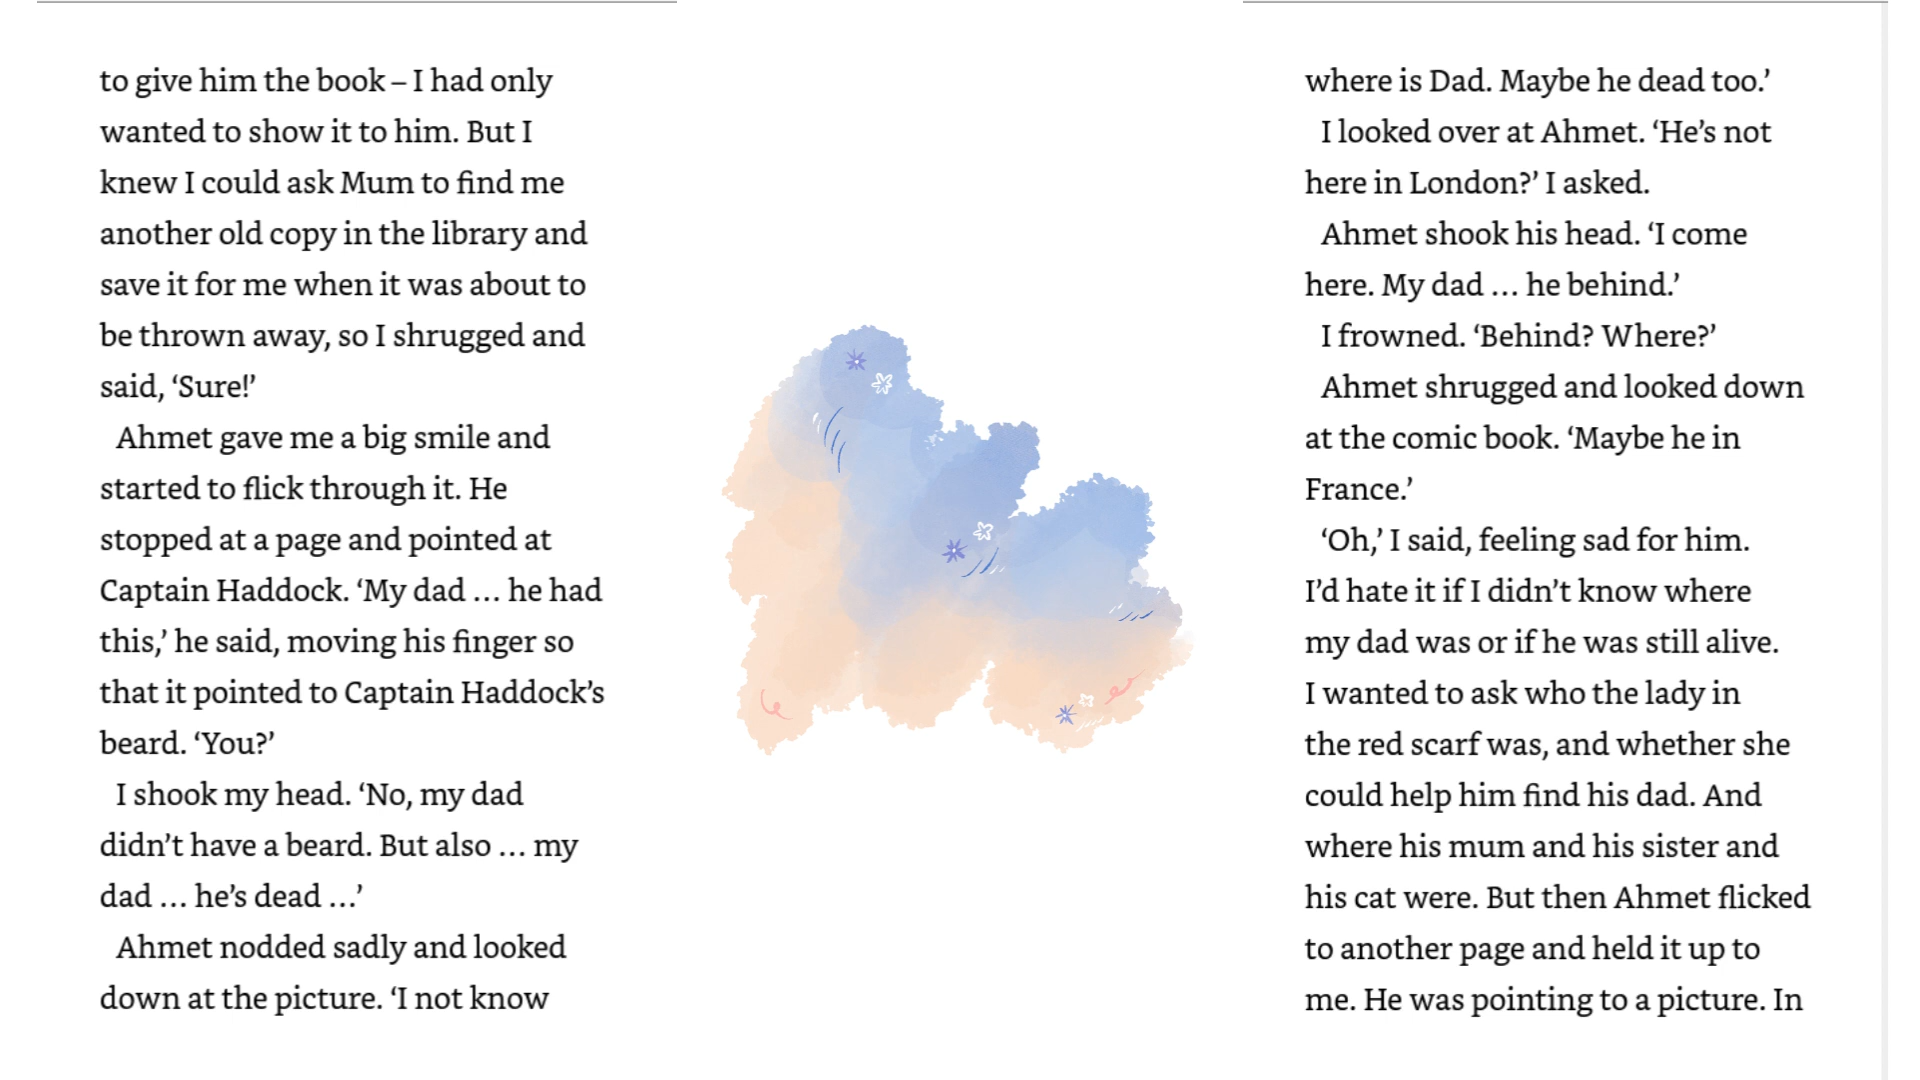 to give him the book – I had only
wanted to show it to him. But I
knew I could ask Mum to find me
another old copy in the library and
save it for me when it was about to
be thrown away, so I shrugged and
said, ‘Sure!’
Ahmet gave me a big smile and
started to flick through it. He
stopped at a page and pointed at
Captain Haddock. ‘My dad … he had
this,’ he said, moving his finger so
that it pointed to Captain Haddock’s
beard. ‘You?’
I shook my head. ‘No, my dad
didn’t have a beard. But also … my
dad … he’s dead …’
Ahmet nodded sadly and looked
down at the picture. ‘I not know
where is Dad. Maybe he dead too.’
I looked over at Ahmet. ‘He’s not
here in London?’ I asked.
Ahmet shook his head. ‘I come
here. My dad … he behind.’
I frowned. ‘Behind? Where?’
Ahmet shrugged and looked down
at the comic book. ‘Maybe he in
France.’
‘Oh,’ I said, feeling sad for him.
I’d hate it if I didn’t know where
my dad was or if he was still alive.
I wanted to ask who the lady in
the red scarf was, and whether she
could help him find his dad. And
where his mum and his sister and
his cat were. But then Ahmet flicked
to another page and held it up to
me. He was pointing to a picture. In